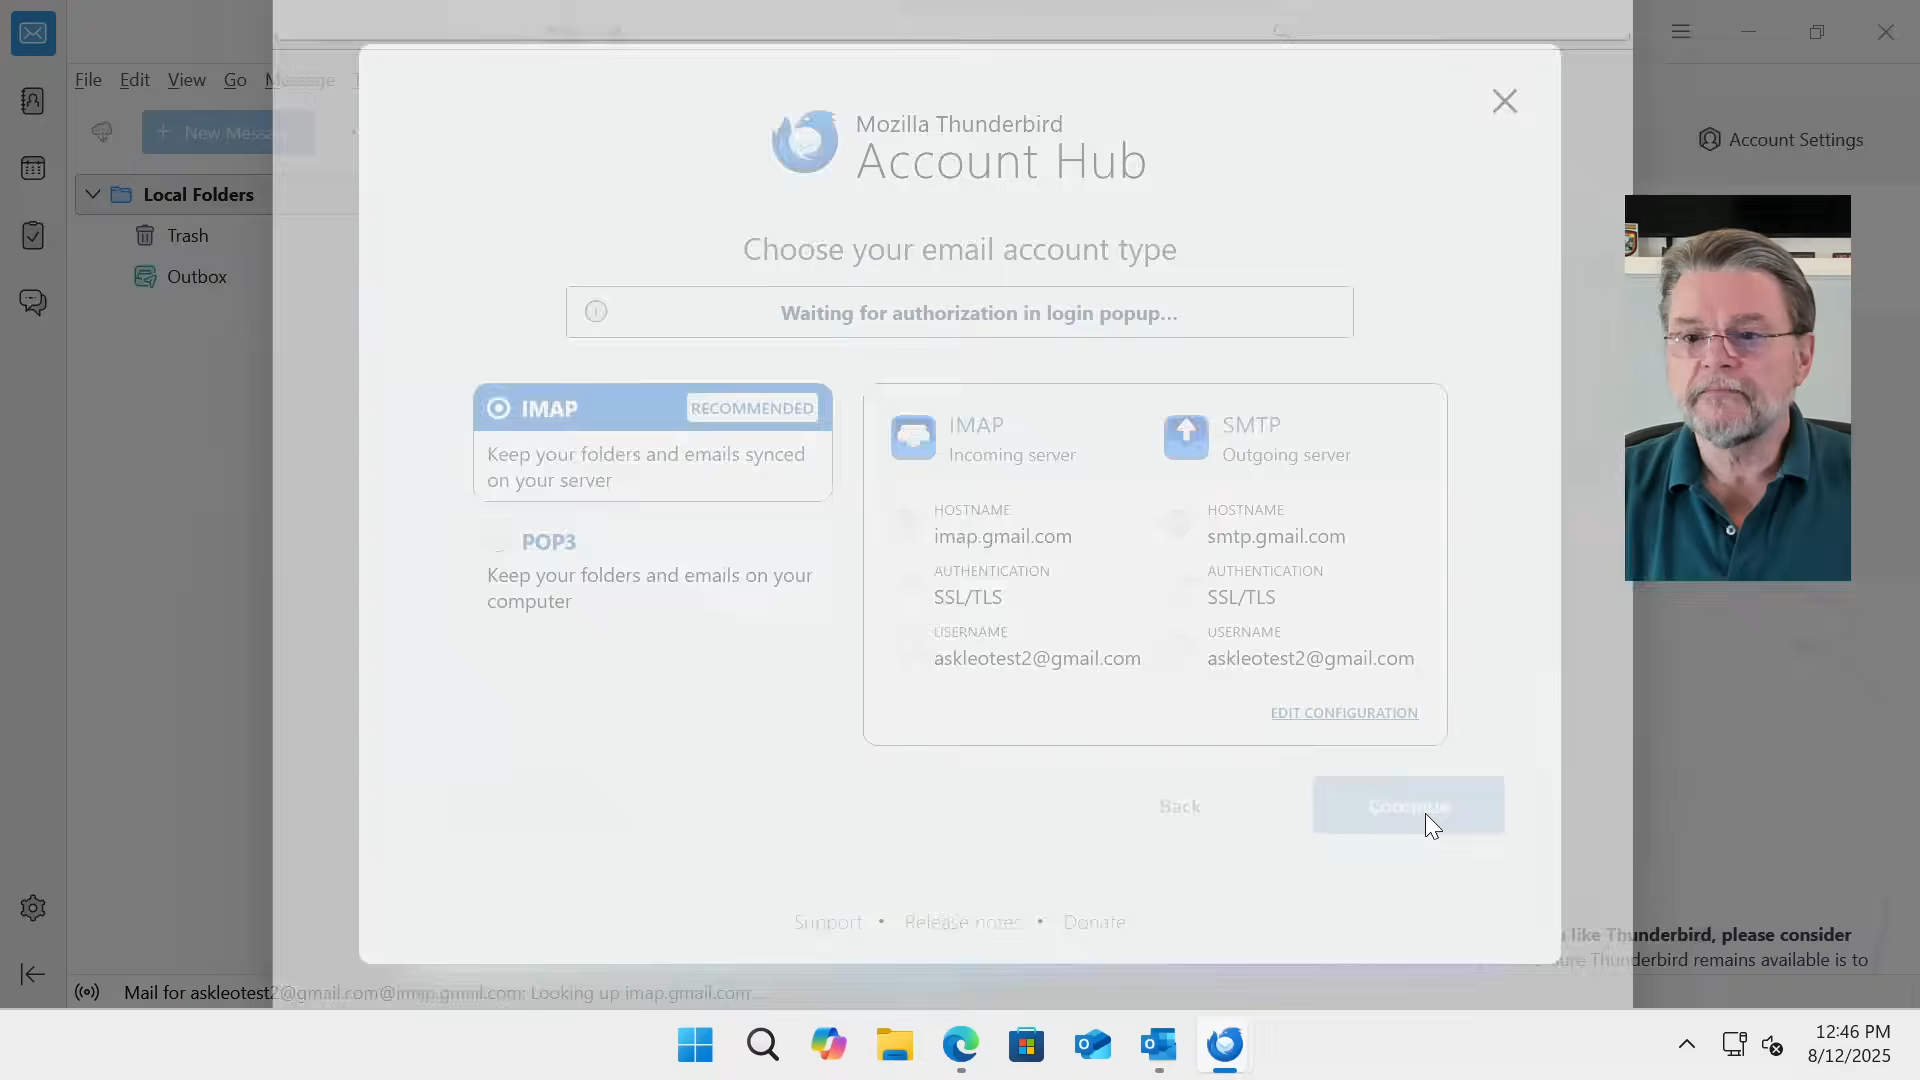 File Edit View Go Message
New Message
Local Folders
Trash
Outbox
Account Settings
Mozilla Thunderbird
Account Hub
Choose your email account type
Waiting for authorization in login popup...
IMAP RECOMMENDED
Keep your folders and emails synced
on your server
POP3
Keep your folders and emails on your
computer
IMAP
Incoming server
HOSTNAME
imap.gmail.com
AUTHENTICATION
SSL/TLS
USERNAME
askleotest2@gmail.com
SMTP
Outgoing server
HOSTNAME
smtp.gmail.com
AUTHENTICATION
SSL/TLS
USERNAME
askleotest2@gmail.com
EDIT CONFIGURATION
Back
Continue
Support • Release notes • Donate
like Thunderbird, please consider
Thunderbird remains available is to
Mail for askleotest2@gmail.com@imap.gmail.com: Looking up imap.gmail.com...
12:46 PM
8/12/2025